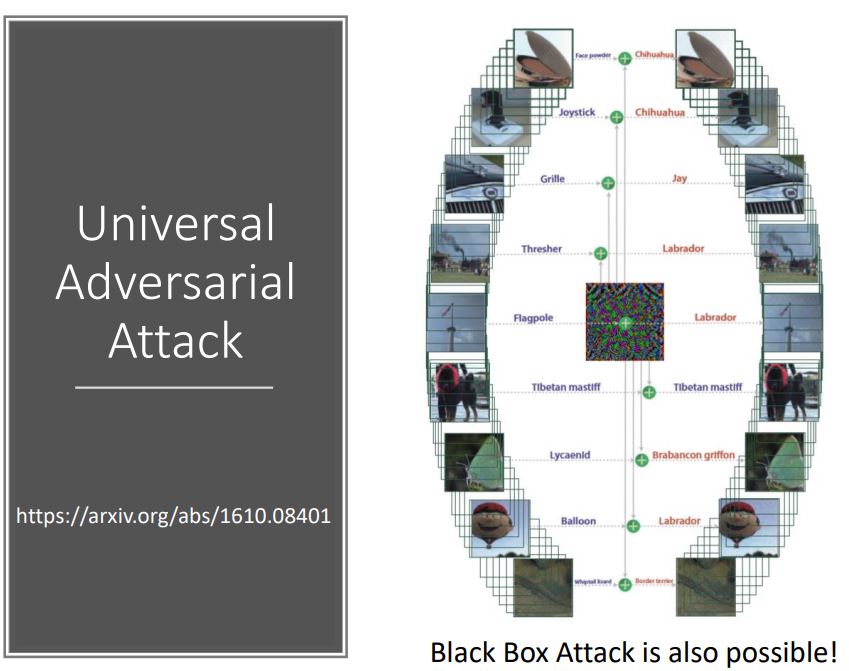 Universal
Adversarial
Attack
https://arxiv.org/abs/1610.08401
Face powder Chihuahua
Joystick Chihuahua
Grille Jay
Thresher Labrador
Flagpole Labrador
Tibetan mastiff Tibetan mastiff
Lycaenid Brabancon griffon
Balloon Labrador
Whiptail lizard Border terrier
Black Box Attack is also possible!